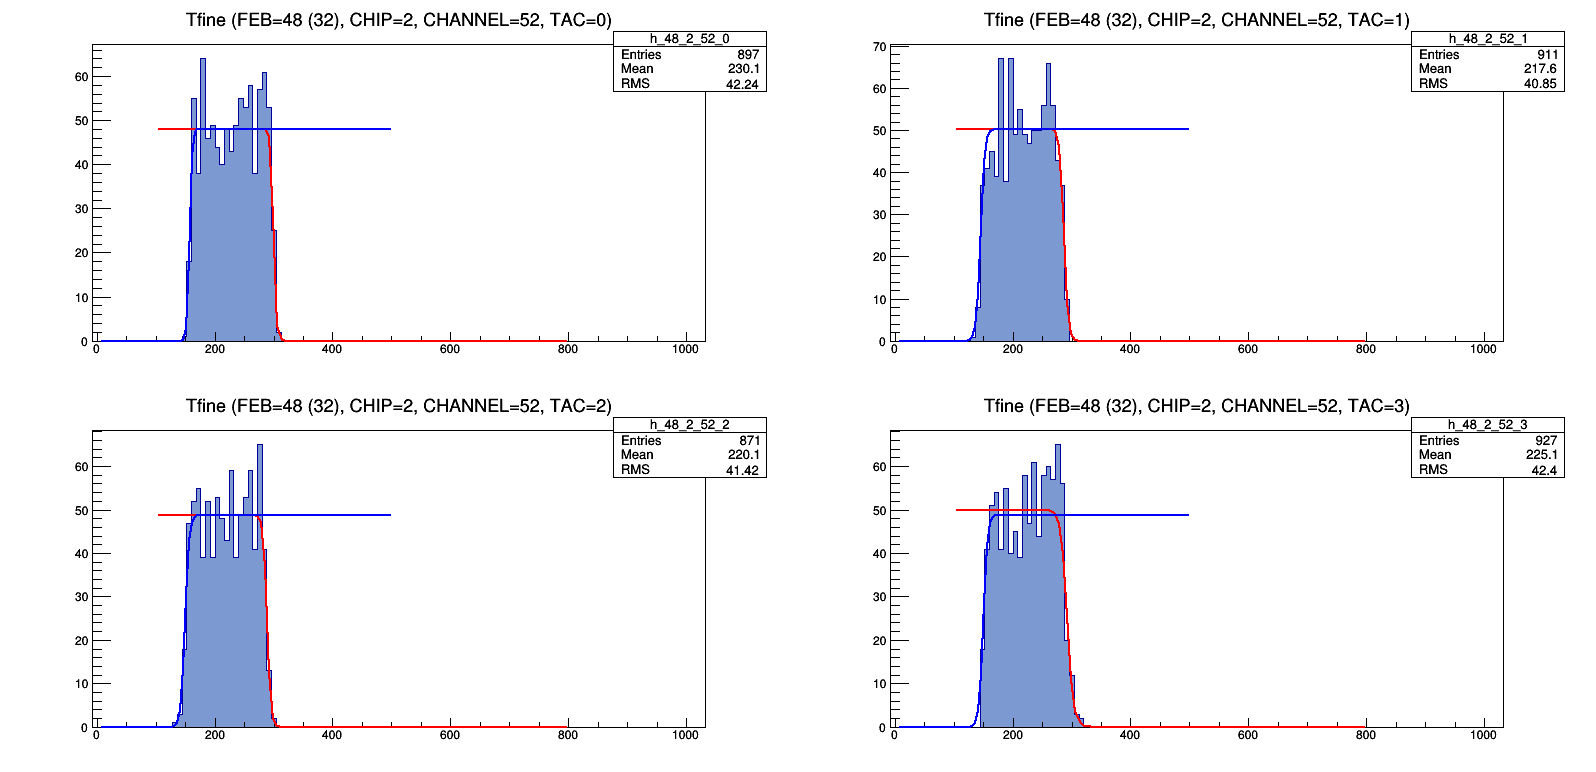 Tfine (FEB=48 (32), CHIP=2, CHANNEL=52, TAC=0)
h_48_2_52_0
Entries 897
Mean 230.1
RMS 42.24
60
50
40
30
20
10
0
0 200 400 600 800 1000
Tfine (FEB=48 (32), CHIP=2, CHANNEL=52, TAC=1)
h_48_2_52_1
Entries 911
Mean 217.6
RMS 40.85
70
60
50
40
30
20
10
0
0 200 400 600 800 1000
Tfine (FEB=48 (32), CHIP=2, CHANNEL=52, TAC=2)
h_48_2_52_2
Entries 871
Mean 220.1
RMS 41.42
60
50
40
30
20
10
0
0 200 400 600 800 1000
Tfine (FEB=48 (32), CHIP=2, CHANNEL=52, TAC=3)
h_48_2_52_3
Entries 927
Mean 225.1
RMS 42.4
60
50
40
30
20
10
0
0 200 400 600 800 1000